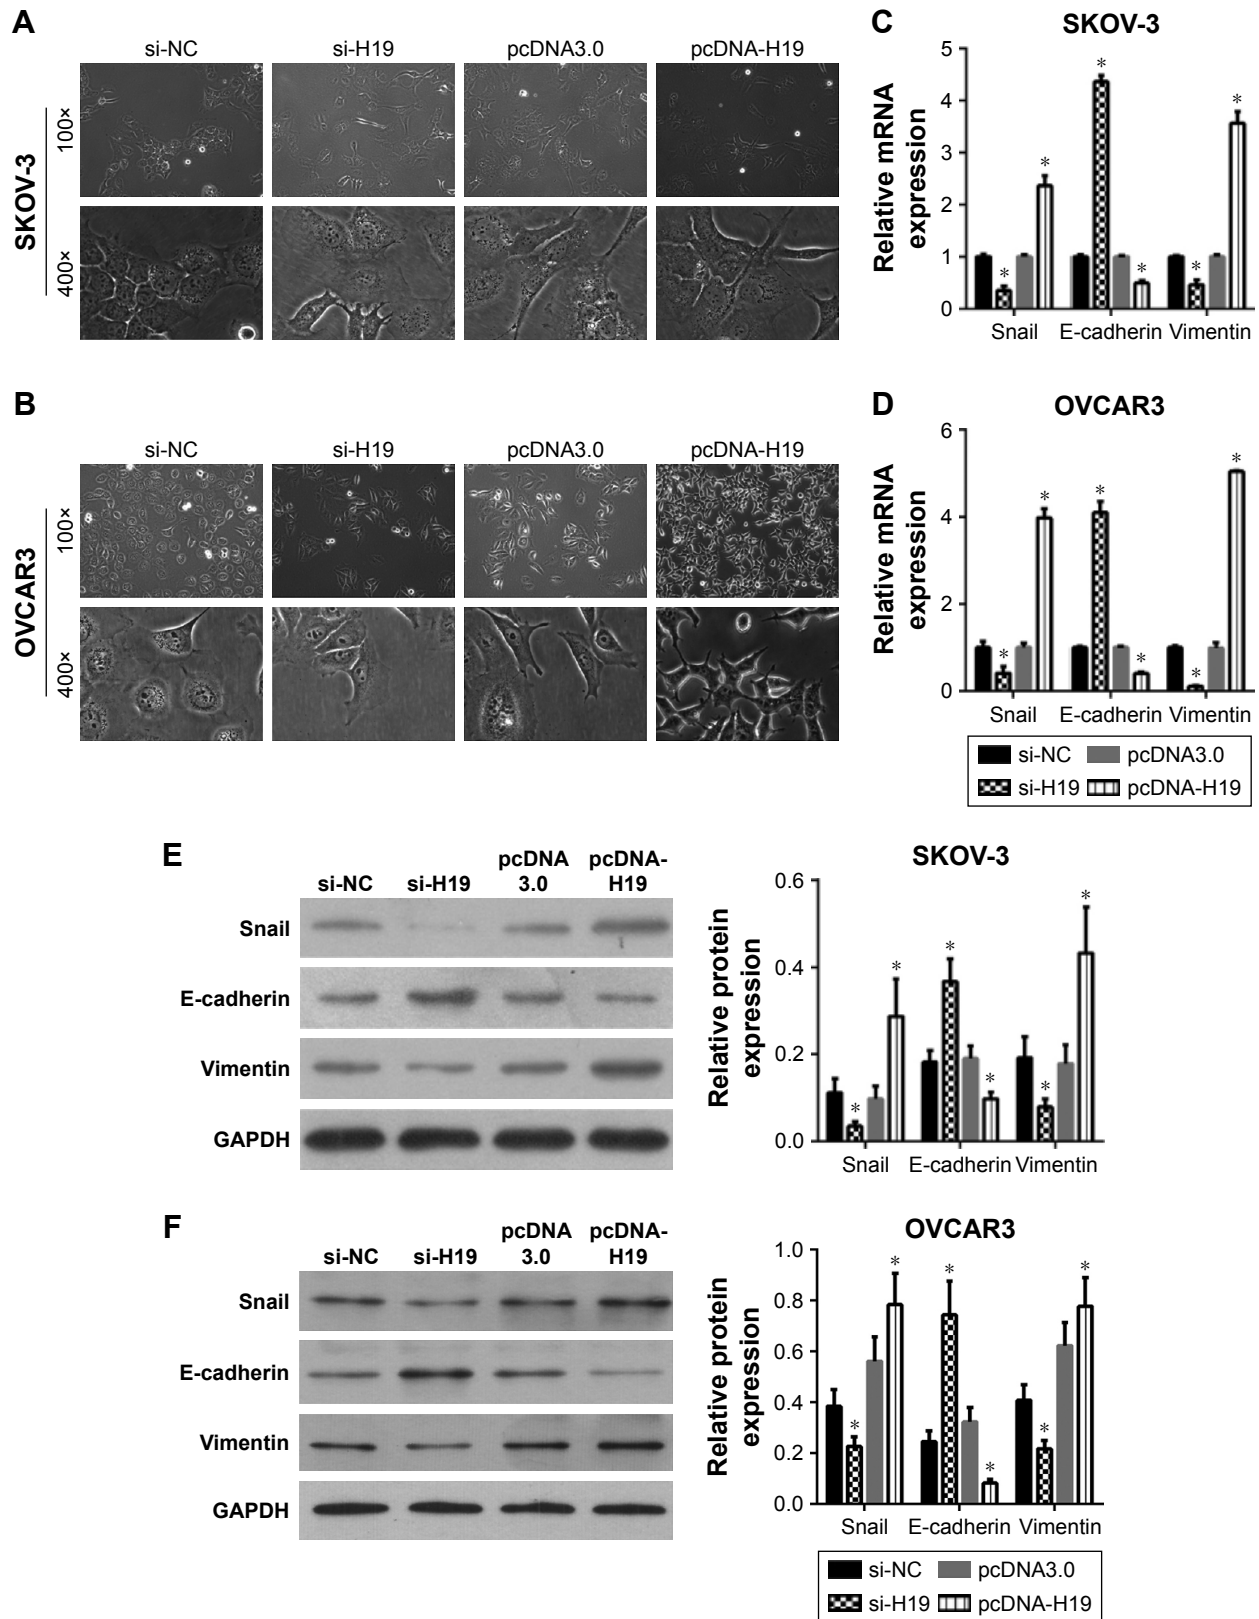 A
si-NC si-H19 pcDNA3.0 pcDNA-H19
SKOV-3
100×
400×
C
SKOV-3
Relative mRNA
expression
5
4
3
2
1
0
* * * * * *
Snail E-cadherin Vimentin
B
si-NC si-H19 pcDNA3.0 pcDNA-H19
OVCAR3
100×
400×
D
OVCAR3
Relative mRNA
expression
6
4
2
0
* * * * * *
Snail E-cadherin Vimentin
si-NC pcDNA3.0
si-H19 pcDNA-H19
E
si-NC si-H19 pcDNA 3.0 pcDNA-H19
Snail
E-cadherin
Vimentin
GAPDH
SKOV-3
Relative protein
expression
0.6
0.4
0.2
0.0
* * * * * *
Snail E-cadherin Vimentin
F
si-NC si-H19 pcDNA 3.0 pcDNA-H19
Snail
E-cadherin
Vimentin
GAPDH
OVCAR3
Relative protein
expression
1.0
0.8
0.6
0.4
0.2
0.0
* * * * * *
Snail E-cadherin Vimentin
si-NC pcDNA3.0
si-H19 pcDNA-H19